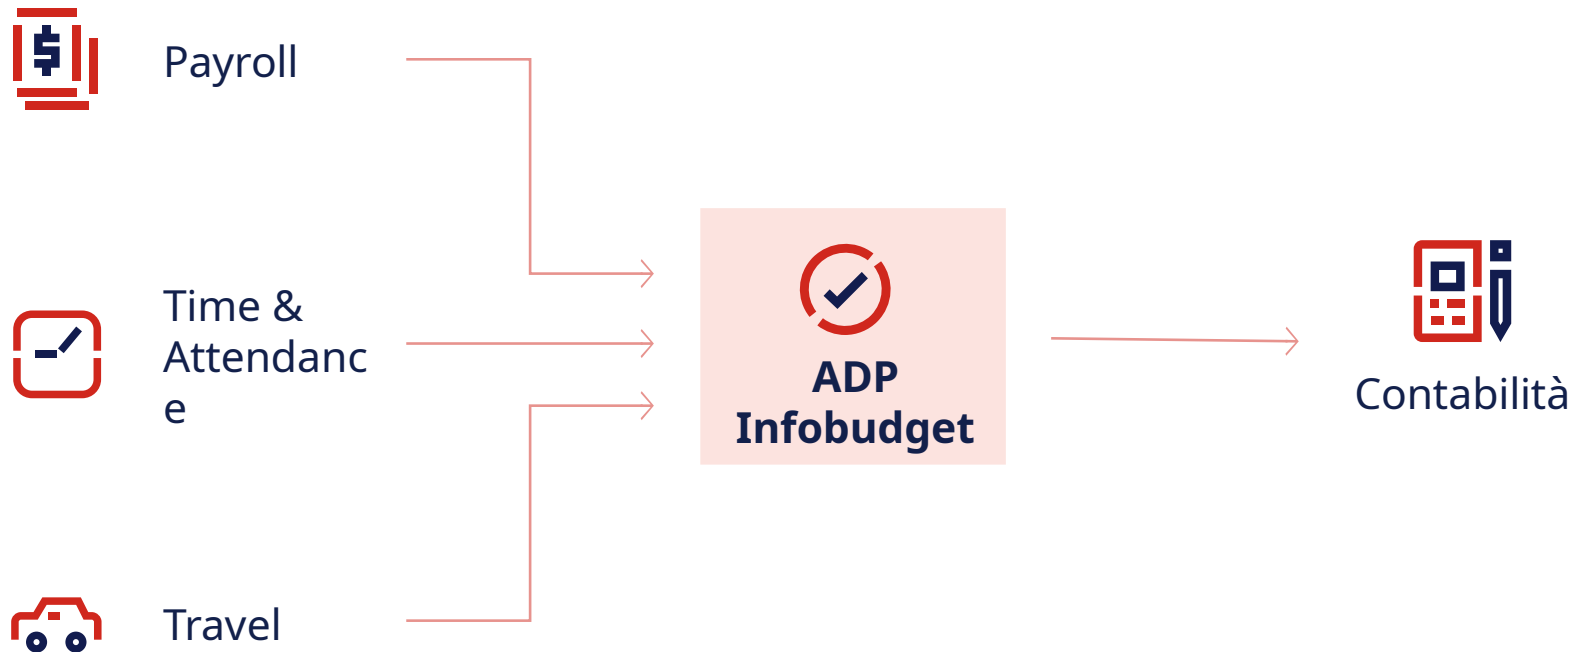 Payroll
Time &
Attendanc
e
Travel
ADP
Infobudget
Contabilità